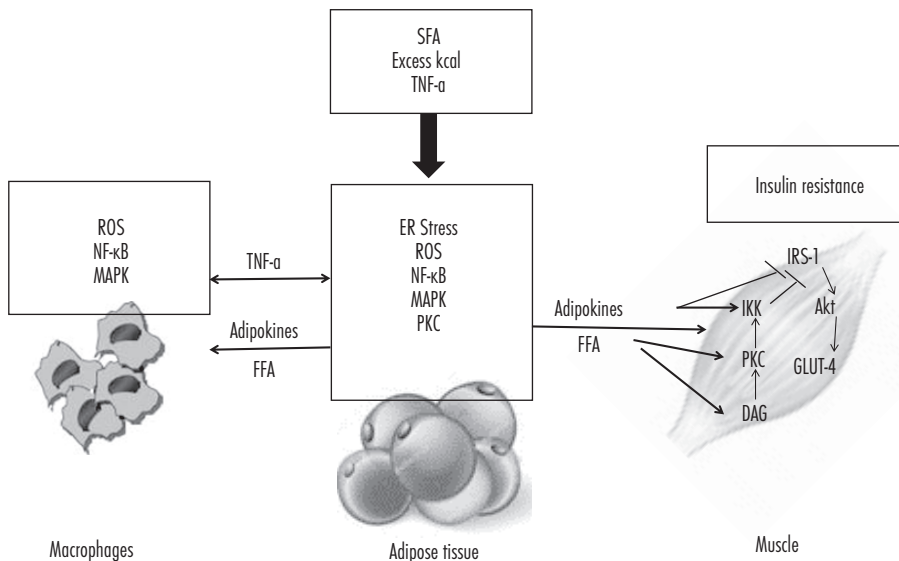 SFA
Excess kcal
TNF-α
Insulin resistance
ROS
NF-κB
MAPK
TNF-α
Adipokines
FFA
ER Stress
ROS
NF-κB
MAPK
PKC
Adipokines
FFA
IRS-1
IKK
Akt
PKC
GLUT-4
DAG
Macrophages
Adipose tissue
Muscle